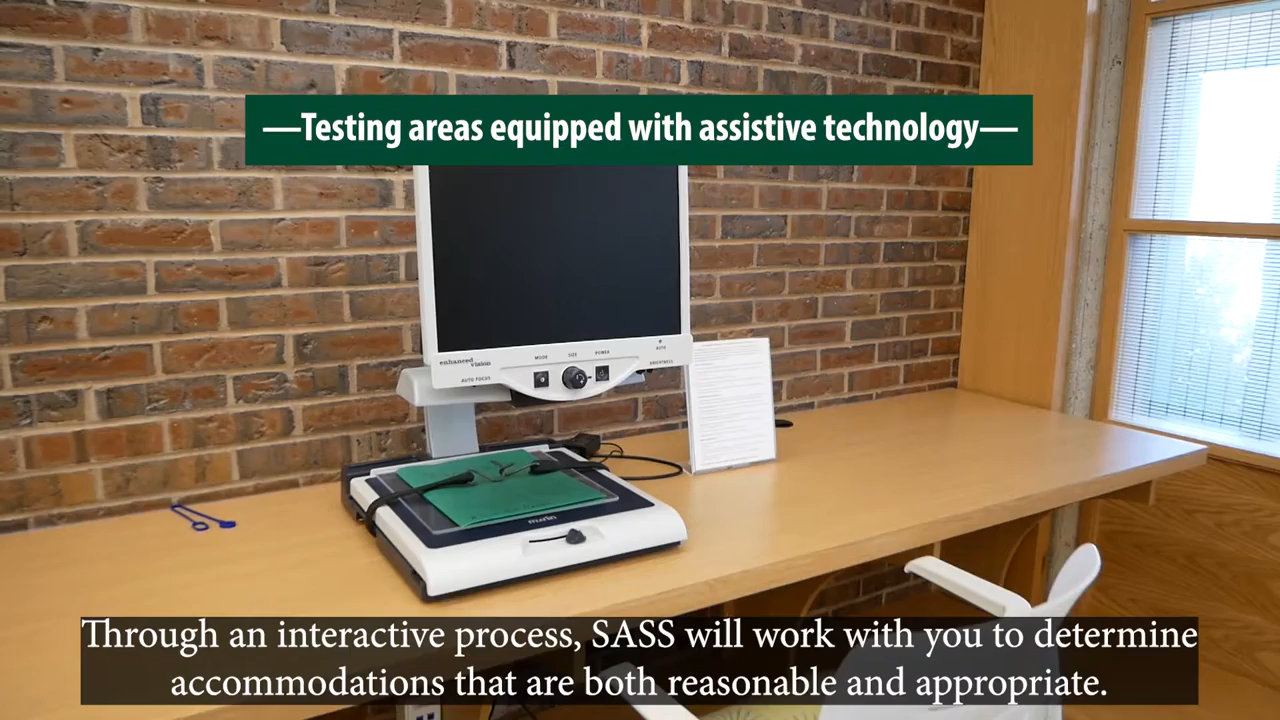 —Testing areas equipped with assistive technology—
enhanced
vision
MODE
SIZE
POWER
AUTO
AUTO FOCUS
BRIGHTNESS
merlin
Through an interactive process, SASS will work with you to determine
accommodations that are both reasonable and appropriate.